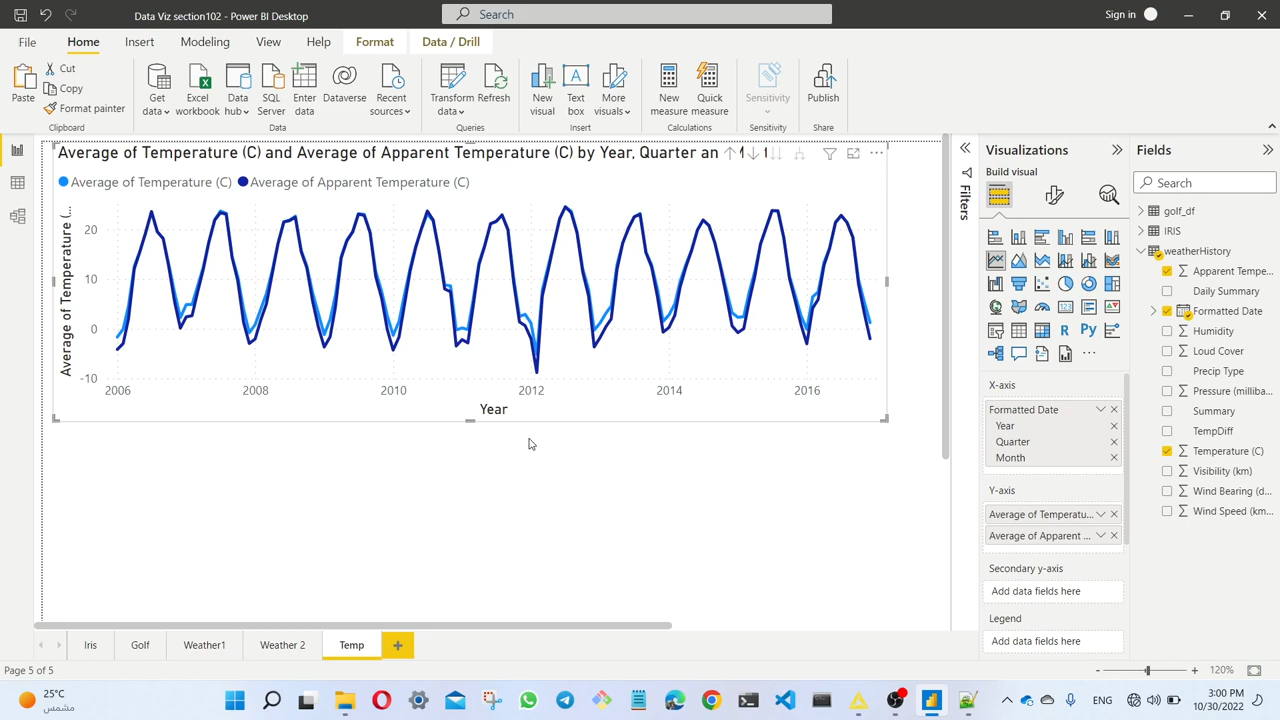 Data Viz section102 - Power BI Desktop
Search
Sign in
File
Home
Insert
Modeling
View
Help
Format
Data / Drill
Paste
Cut
Copy
Format painter
Clipboard
Get data
Excel workbook
Data hub
SQL Server
Enter data
Dataverse
Recent sources
Data
Transform data
Refresh
Queries
New visual
Text box
More visuals
Insert
New measure
Quick measure
Calculations
Sensitivity
Sensitivity
Publish
Share
Average of Temperature (C) and Average of Apparent Temperature (C) by Year, Quarter an
Average of Temperature (C)
Average of Apparent Temperature (C)
Average of Temperature (...
20
10
0
-10
2006
2008
2010
2012
2014
2016
Year
Filters
Visualizations
Build visual
R
Py
123
X-axis
Formatted Date
Year
Quarter
Month
Y-axis
Average of Temperatu...
Average of Apparent ...
Secondary y-axis
Add data fields here
Legend
Add data fields here
Fields
Search
golf_df
IRIS
weatherHistory
Apparent Tempe...
Daily Summary
Formatted Date
Humidity
Loud Cover
Precip Type
Pressure (milliba...
Summary
TempDiff
Temperature (C)
Visibility (km)
Wind Bearing (d...
Wind Speed (km...
Iris
Golf
Weather1
Weather 2
Temp
Page 5 of 5
120%
25°C
مشمس
ENG
3:00 PM
10/30/2022